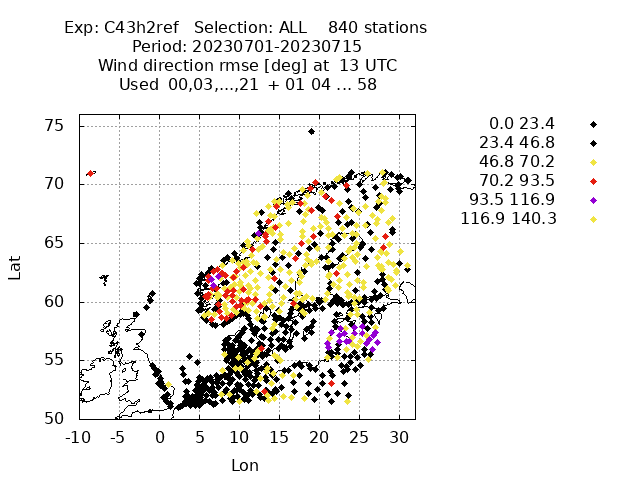 Exp: C43h2ref   Selection: ALL    840 stations
Period: 20230701-20230715
Wind direction rmse [deg] at  13 UTC
Used  00,03,...,21  + 01 04 ... 58
0.0 23.4
23.4 46.8
46.8 70.2
70.2 93.5
93.5 116.9
116.9 140.3
75
70
65
60
55
50
Lat
-10 -5 0 5 10 15 20 25 30
Lon